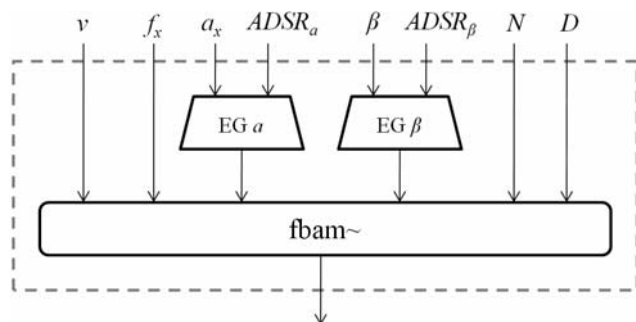 v f_x a_x ADSR_a β ADSR_β N D
EG a EG β
fbam~